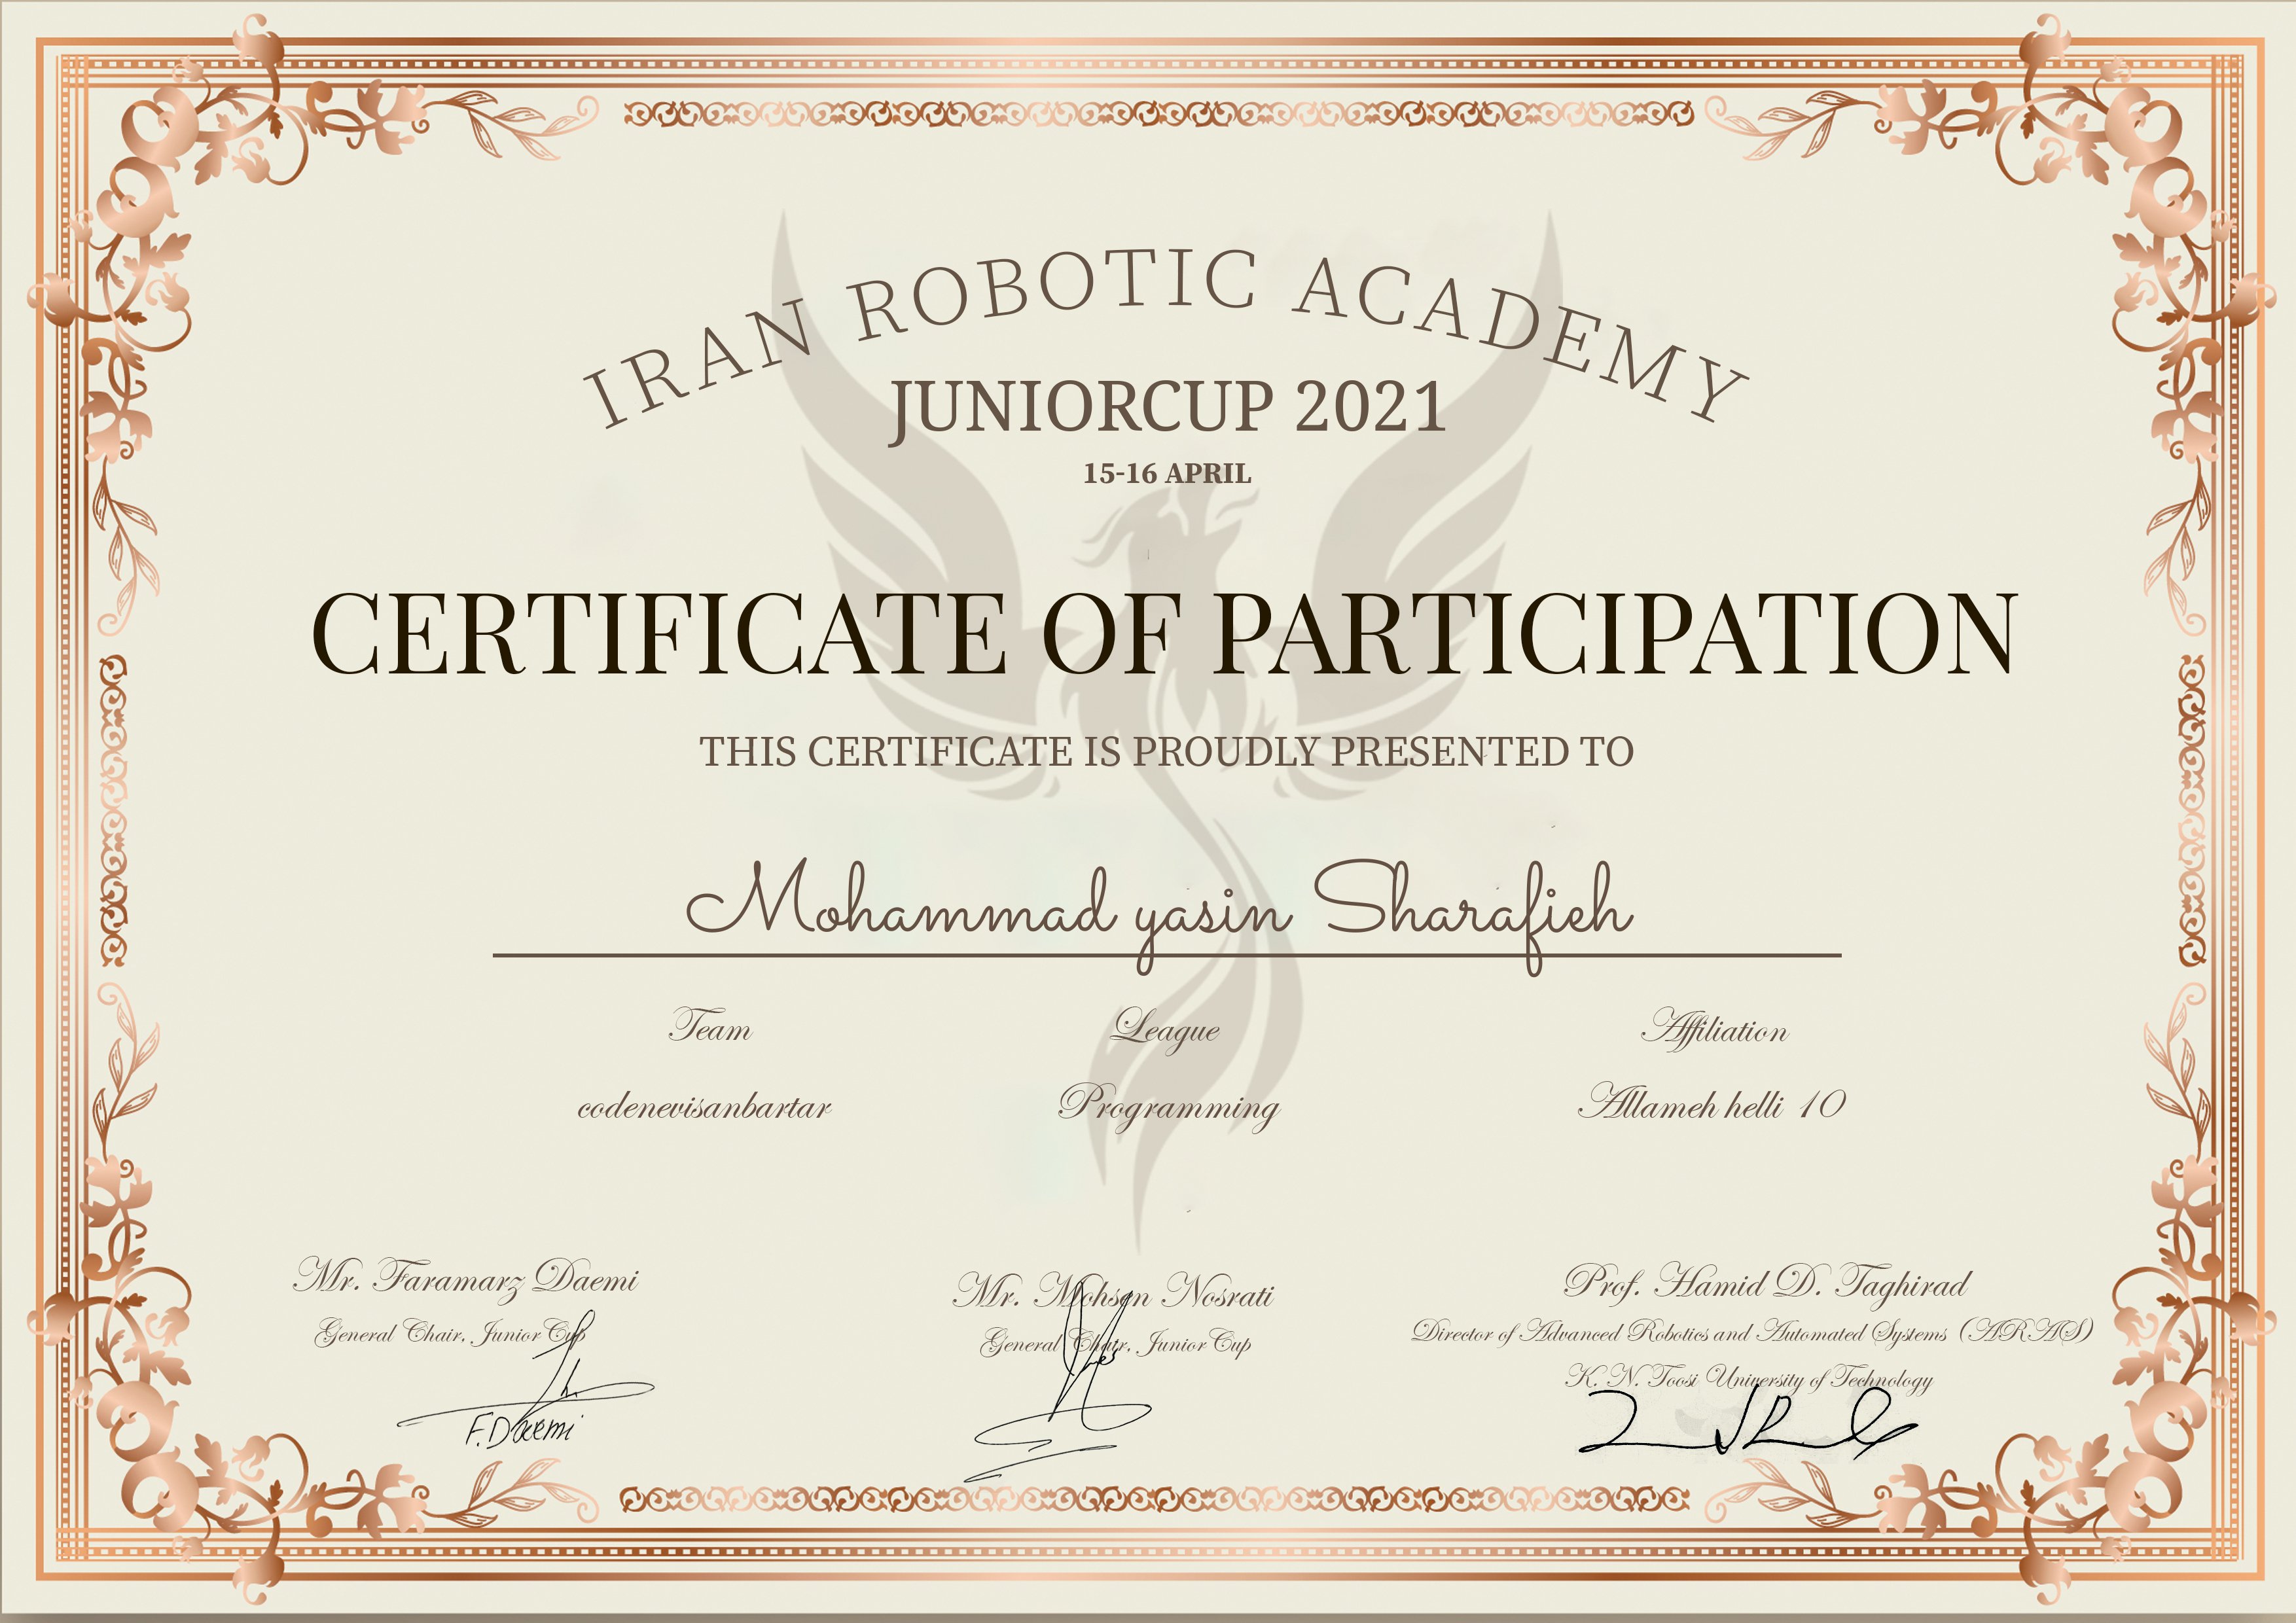 IRAN ROBOTIC ACADEMY
JUNIORCUP 2021
15-16 APRIL
CERTIFICATE OF PARTICIPATION
THIS CERTIFICATE IS PROUDLY PRESENTED TO
Mohammad yasin Sharafieh
Team League Affiliation
codenevisanbartar Programming Allameh helli 10
Mr. Faramarz Daemi
General Chair, Junior Cup
F.Daemi
Mr. Mohsen Nosrati
General Chair, Junior Cup
Prof. Hamid D. Taghirad
Director of Advanced Robotics and Automated Systems (ARAS)
K. N. Toosi University of Technology